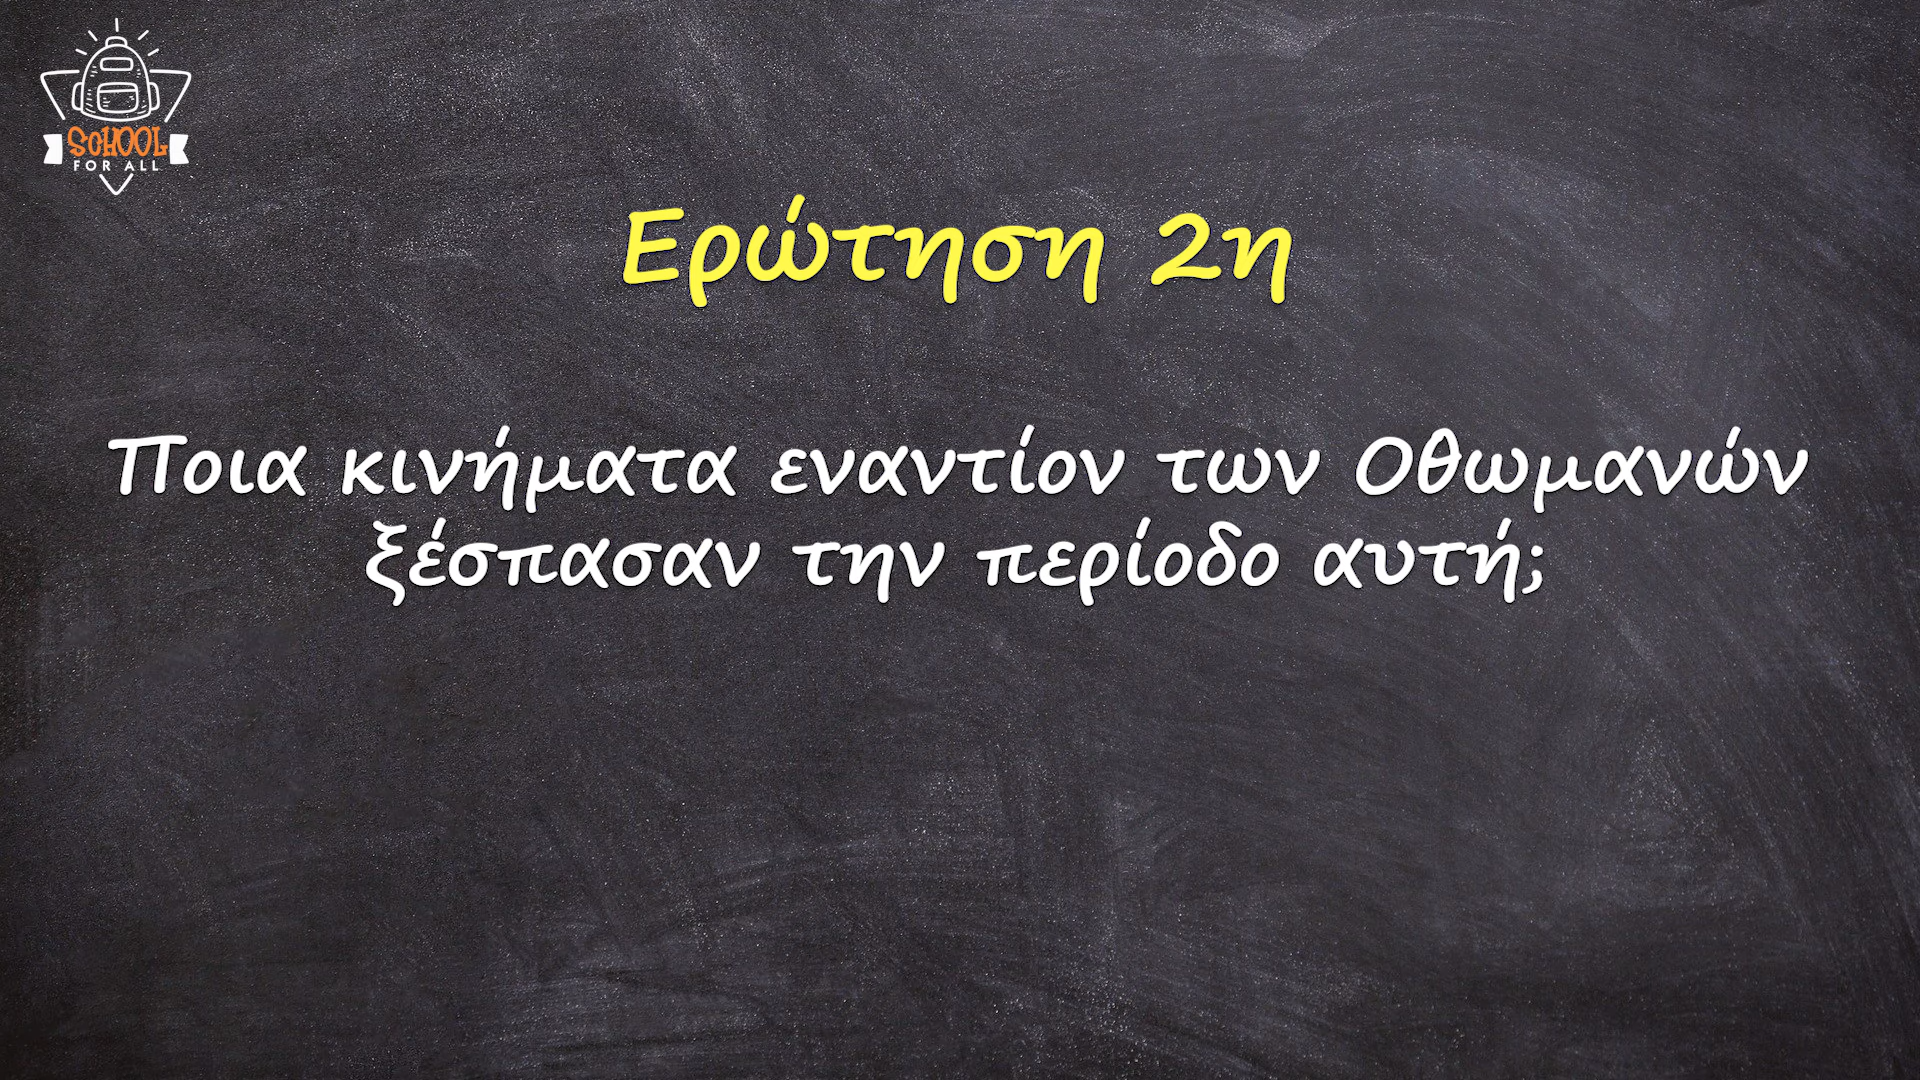 SCHOOL
FOR ALL
Ερώτηση 2η
Ποια κινήματα εναντίον των Οθωμανών
ξέσπασαν την περίοδο αυτή;